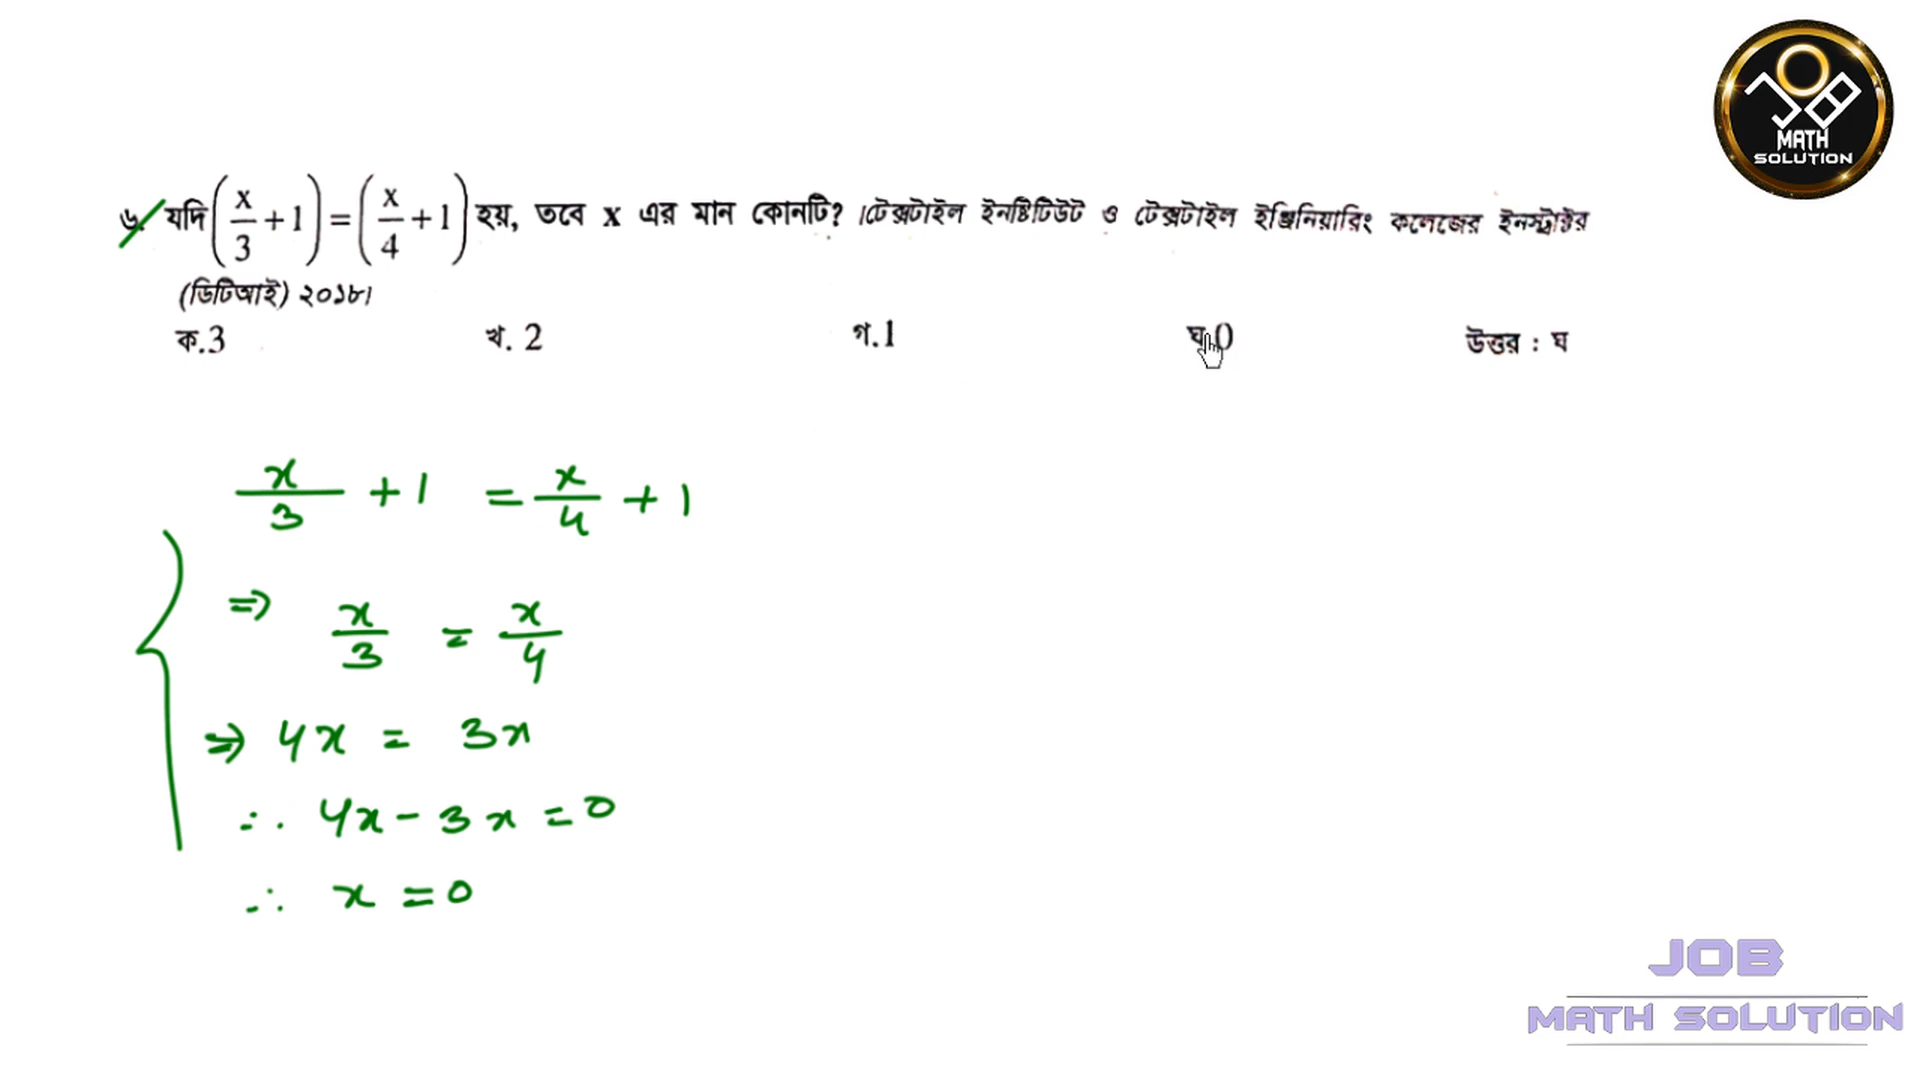 JOB
MATH
SOLUTION
৬. যদি (x/3 + 1) = (x/4 + 1) হয়, তবে x এর মান কোনটি? [টেক্সটাইল ইনষ্টিটিউট ও টেক্সটাইল ইঞ্জিনিয়ারিং কলেজের ইনস্ট্রাক্টর
(ডিটিআই) ২০১৮]
ক.3 খ. 2 গ.1 ঘ.0 উত্তর : ঘ
x/3 + 1 = x/4 + 1
⇒ x/3 = x/4
⇒ 4x = 3x
∴ 4x - 3x = 0
∴ x = 0
JOB
MATH SOLUTION